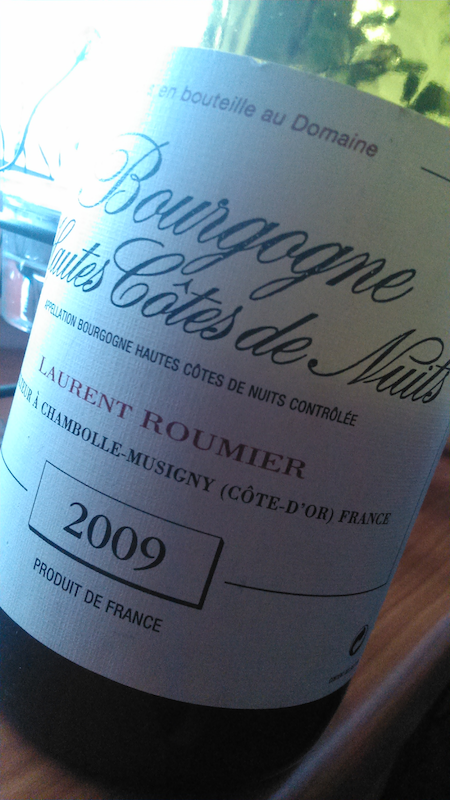 en bouteille au Domaine
Bourgogne
Hautes Côtes de Nuits
APPELLATION BOURGOGNE HAUTES CÔTES DE NUITS CONTRÔLÉE
LAURENT ROUMIER
À CHAMBOLLE-MUSIGNY (CÔTE-D'OR) FRANCE
2009
PRODUIT DE FRANCE